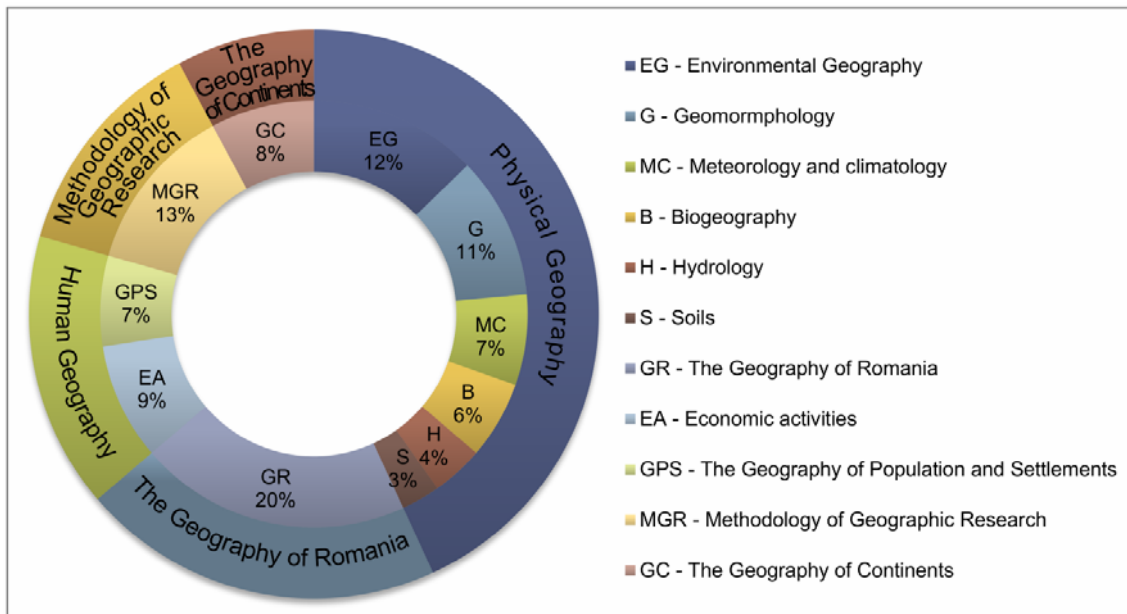 The
Geography
of Continents
GC
8%
EG
12%
Physical Geography
G
11%
MC
7%
B
6%
H
4%
S
3%
GR
20%
The Geography of Romania
EA
9%
GPS
7%
Human Geography
MGR
13%
Methodology of
Geographic
Research
EG - Environmental Geography
G - Geomormphology
MC - Meteorology and climatology
B - Biogeography
H - Hydrology
S - Soils
GR - The Geography of Romania
EA - Economic activities
GPS - The Geography of Population and Settlements
MGR - Methodology of Geographic Research
GC - The Geography of Continents